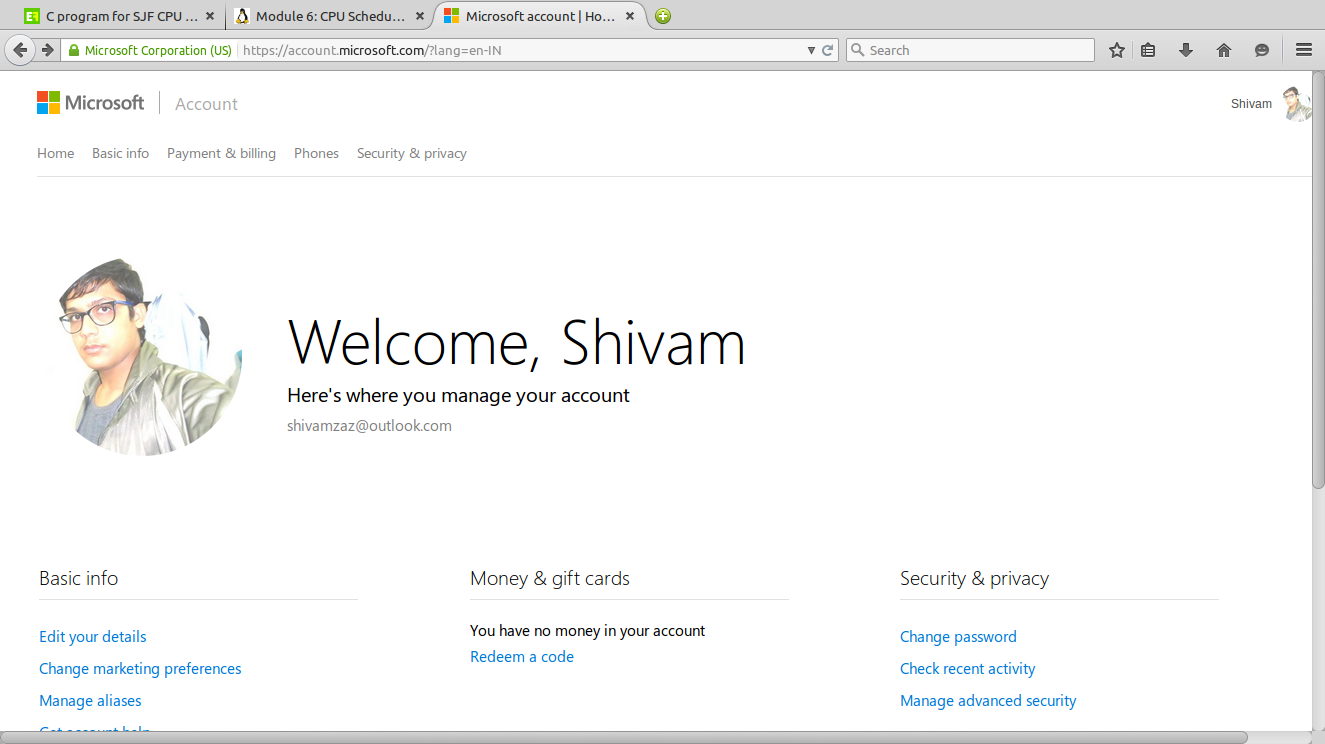 C program for SJF CPU ...
Module 6: CPU Schedu...
Microsoft account | Ho...
Microsoft Corporation (US)
https://account.microsoft.com/?lang=en-IN
Search
Microsoft
Account
Shivam
Home
Basic info
Payment & billing
Phones
Security & privacy
Welcome, Shivam
Here's where you manage your account
shivamzaz@outlook.com
Basic info
Edit your details
Change marketing preferences
Manage aliases
Get account help
Money & gift cards
You have no money in your account
Redeem a code
Security & privacy
Change password
Check recent activity
Manage advanced security